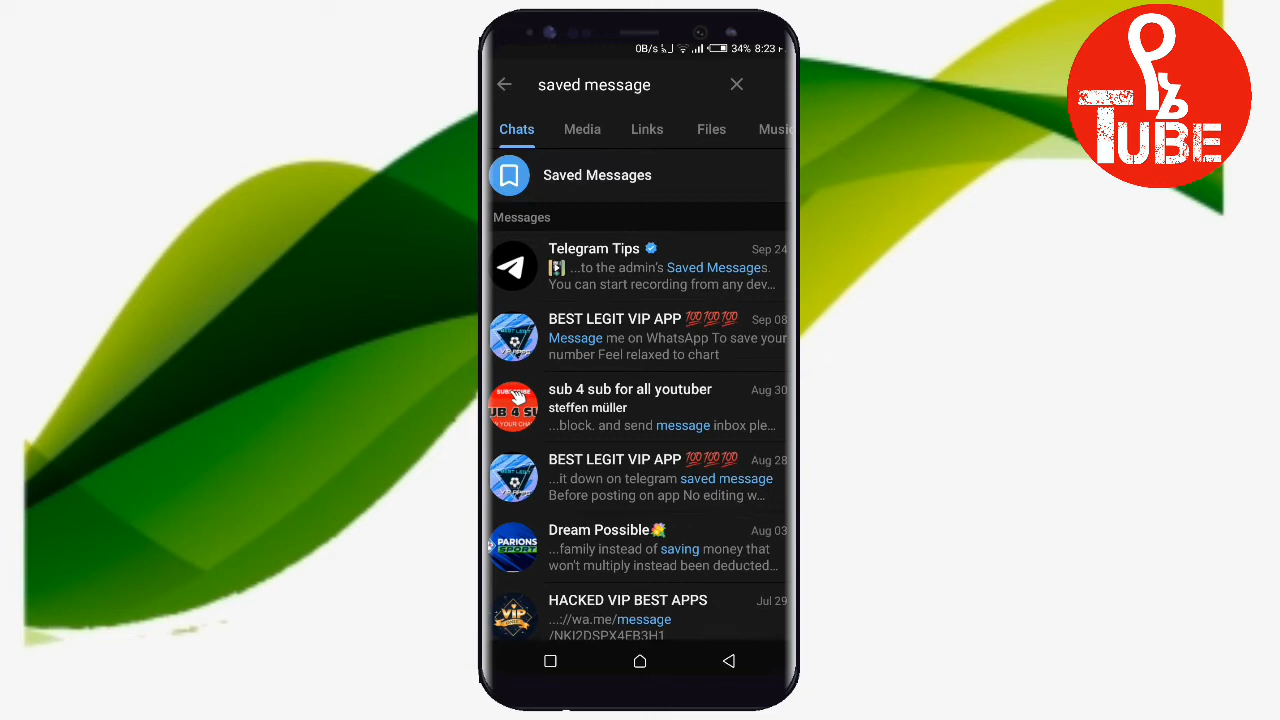 0B/s 34% 8:23
saved message
Chats Media Links Files Musi
Saved Messages
Messages
Telegram Tips Sep 24
...to the admin's Saved Messages.
You can start recording from any dev...
BEST LEGIT VIP APP 💯💯💯 Sep 08
Message me on WhatsApp To save your
number Feel relaxed to chart
sub 4 sub for all youtuber Aug 30
steffen müller
...block. and send message inbox ple...
BEST LEGIT VIP APP 💯💯💯 Aug 28
...it down on telegram saved message
Before posting on app No editing w...
Dream Possible💐 Aug 03
...family instead of saving money that
won't multiply instead been deducted...
PARIONS
SPORT
HACKED VIP BEST APPS Jul 29
...://wa.me/message
/NKI2DSPX4FB3H1
VIP
TUBE